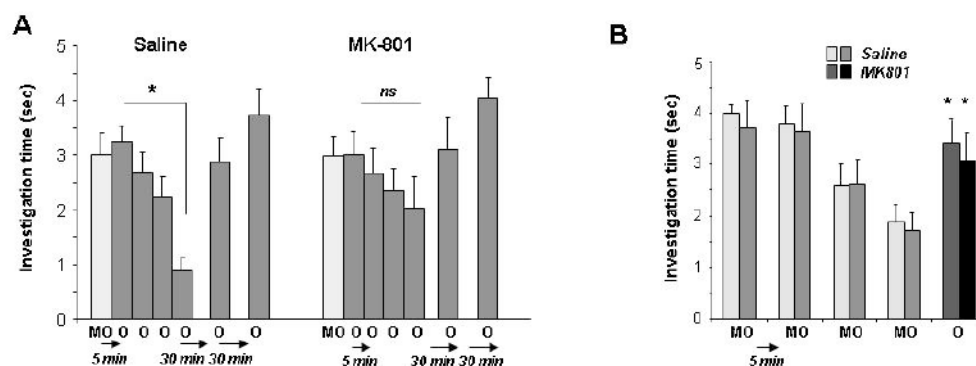 A
Saline
MK-801
Investigation time (sec)
5
4
3
2
1
0
*
ns
MO O O O O O O
5 min 30 min 30 min
MO O O O O O O
5 min 30 min 30 min
B
Saline
MK801
Investigation time (sec)
5
4
3
2
1
0
* *
MO MO MO MO O
5 min